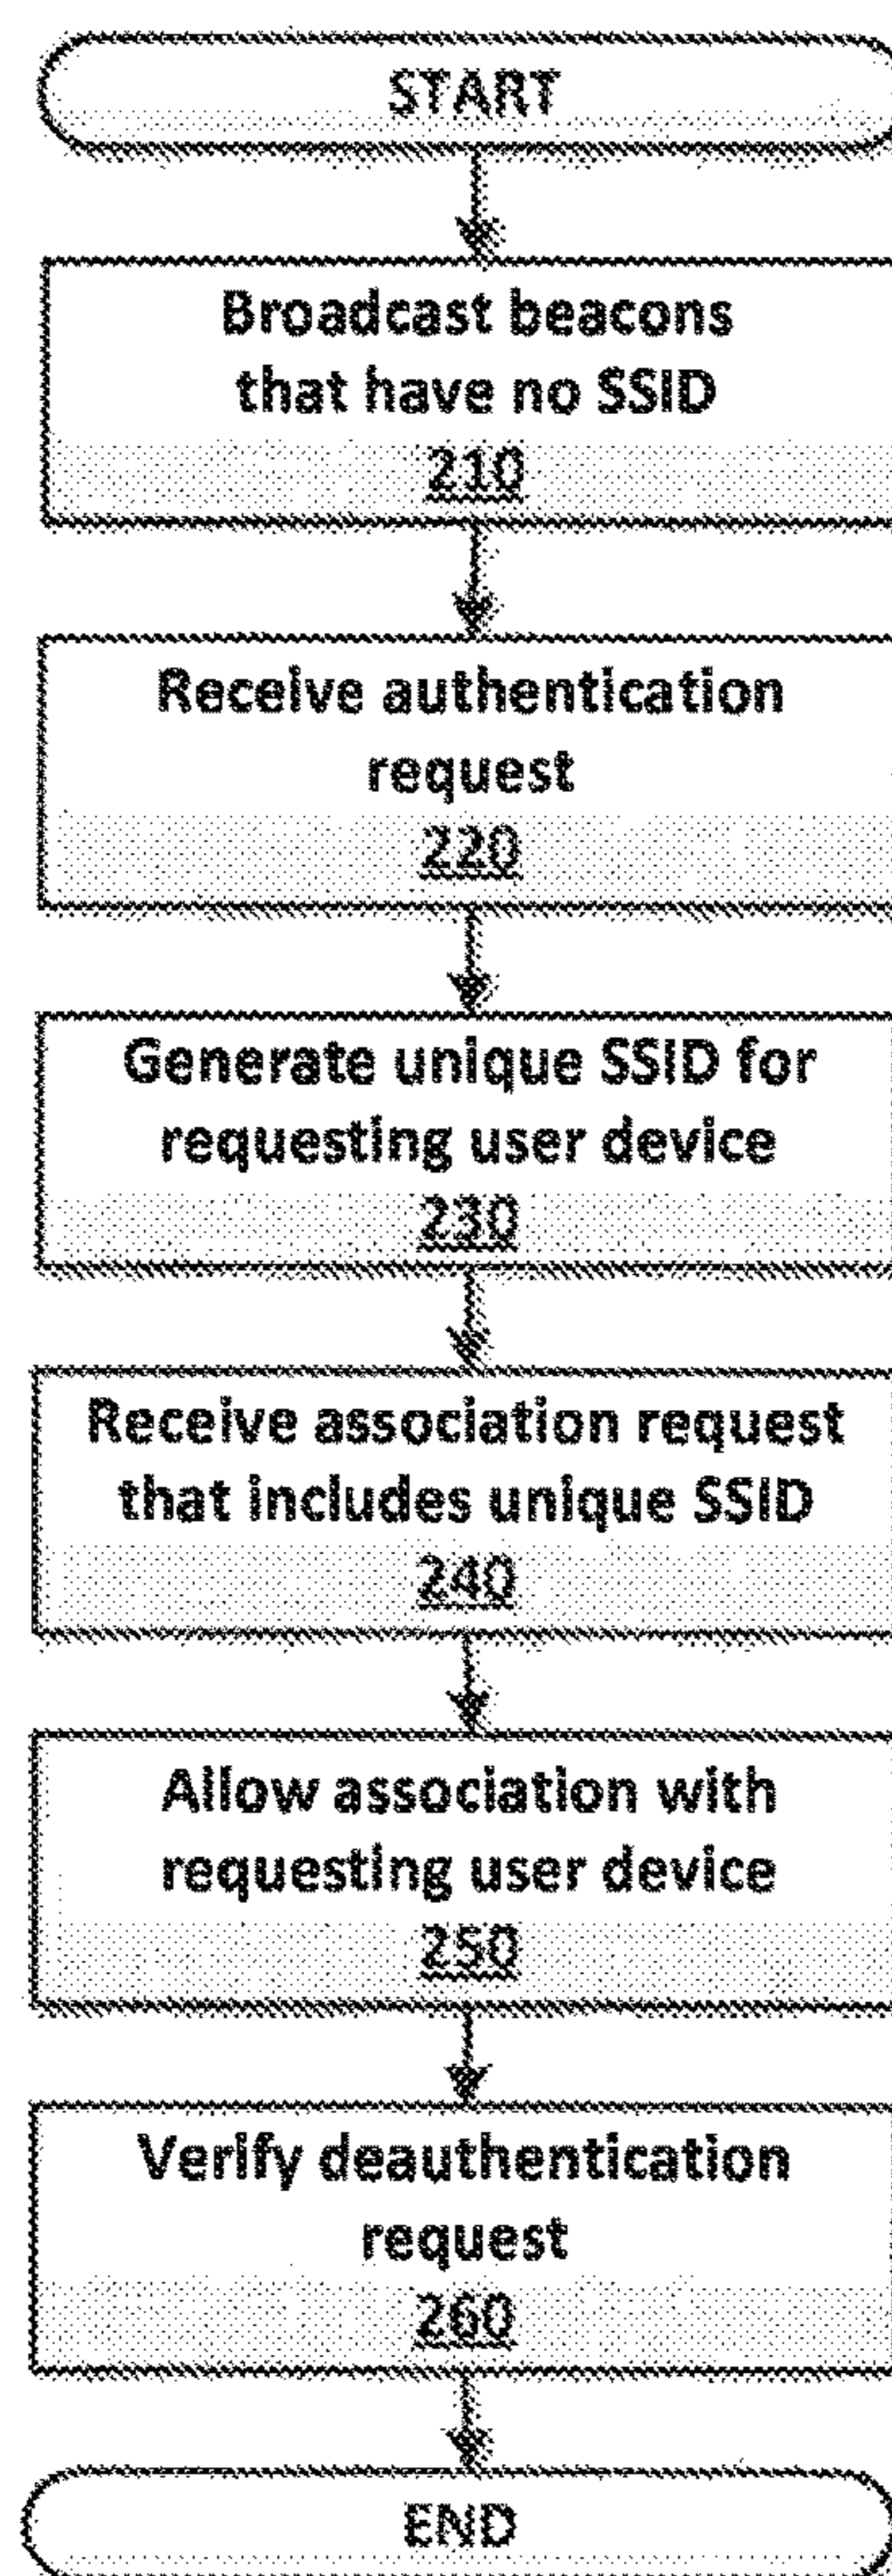 START
Broadcast beacons
that have no SSID
210
Receive authentication
request
220
Generate unique SSID for
requesting user device
230
Receive association request
that includes unique SSID
240
Allow association with
requesting user device
250
Verify deauthentication
request
260
END